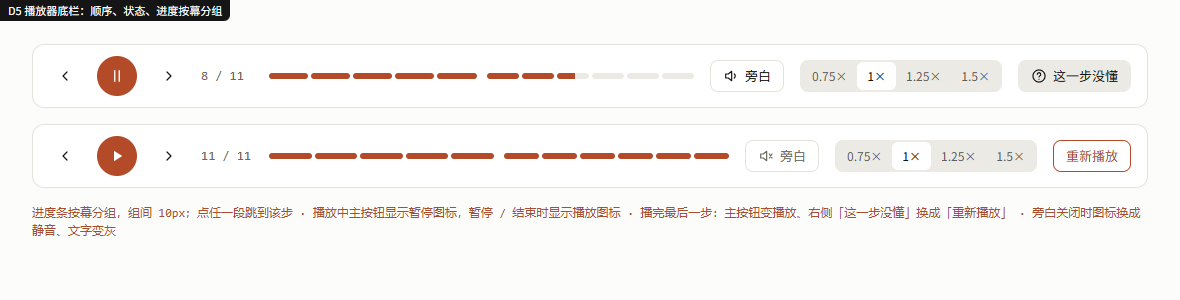 D5 播放器底栏：顺序、状态、进度按幕分组
8 / 11 旁白 0.75× 1× 1.25× 1.5× 这一步没懂
11 / 11 旁白 0.75× 1× 1.25× 1.5× 重新播放
进度条按幕分组，组间 10px；点任一段跳到该步 · 播放中主按钮显示暂停图标，暂停 / 结束时显示播放图标 · 播完最后一步：主按钮变播放、右侧「这一步没懂」换成「重新播放」 · 旁白关闭时图标换成
静音、文字变灰